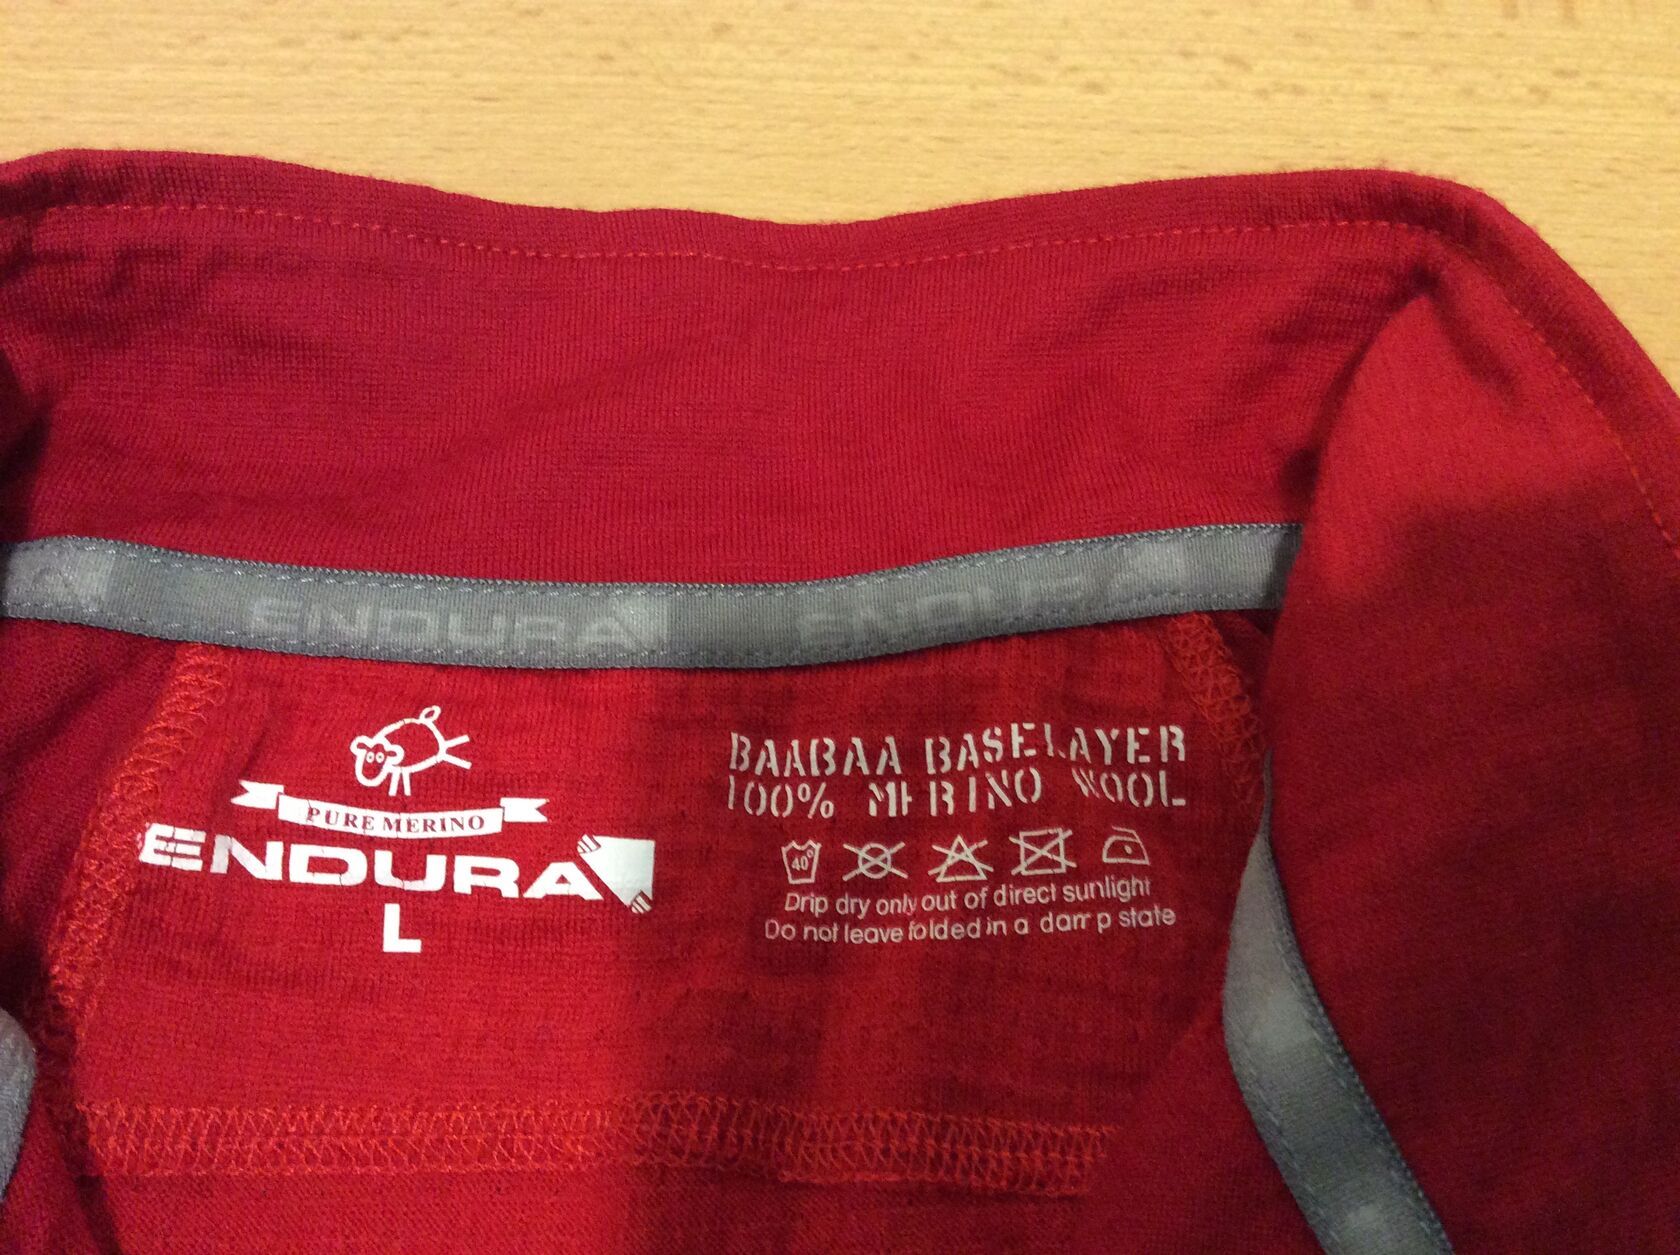 ENDURA ENDURA
PURE MERINO
ENDURA
L
BAABAA BASELAYER
100% MERINO WOOL
40°
Drip dry only out of direct sunlight
Do not leave folded in a damp state